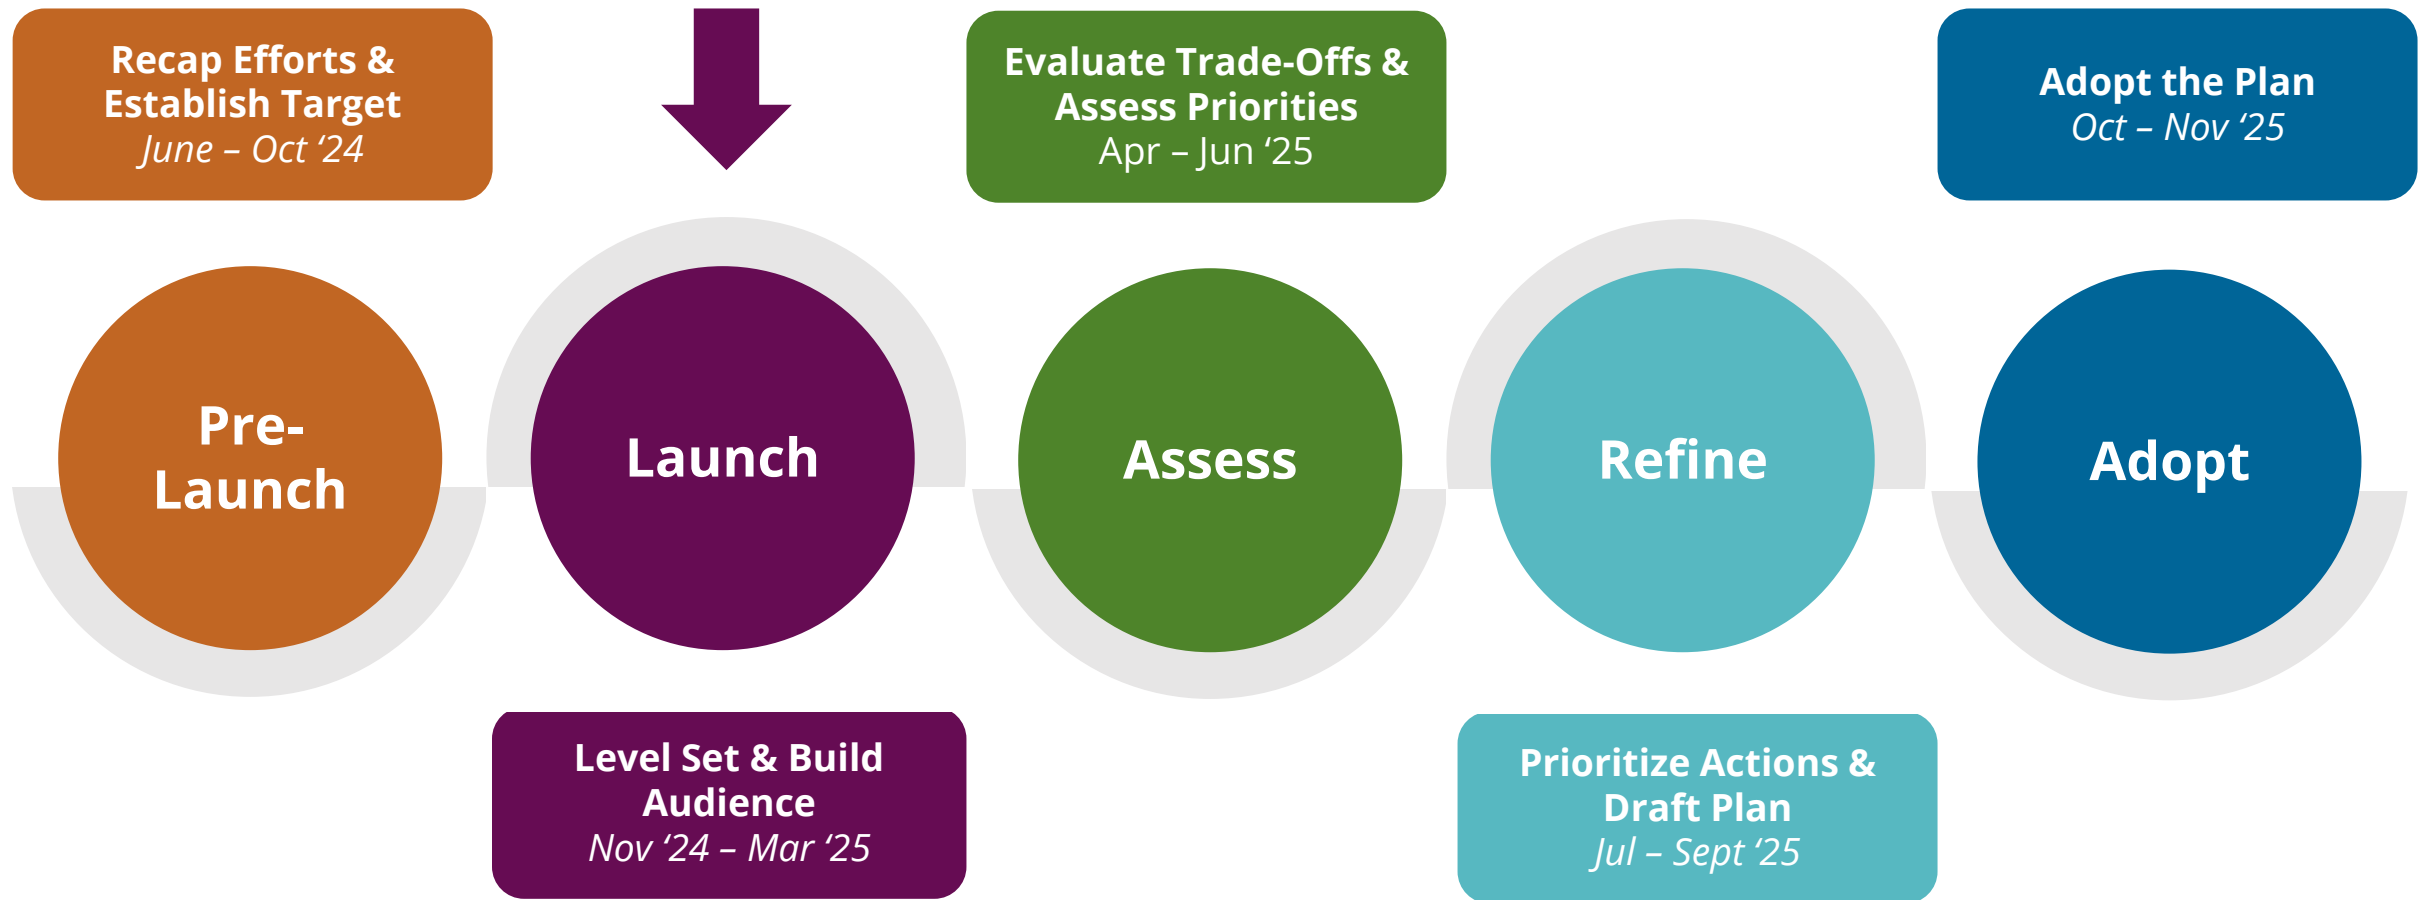 Recap Efforts &
Establish Target
June – Oct ‘24
Evaluate Trade-Offs &
Assess Priorities
Apr – Jun ‘25
Adopt the Plan
Oct – Nov ‘25
Pre-
Launch
Launch
Assess
Refine
Adopt
Level Set & Build
Audience
Nov ‘24 – Mar ‘25
Prioritize Actions &
Draft Plan
Jul – Sept ‘25